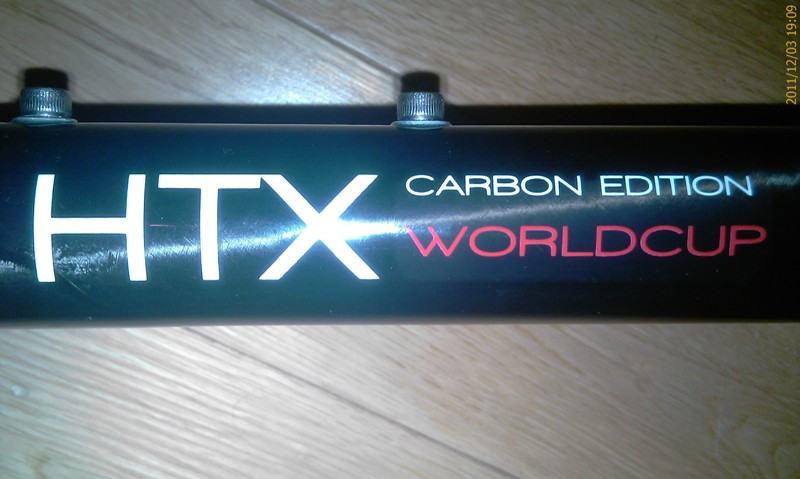 HTX
CARBON EDITION
WORLDCUP
2011/12/03 19:09